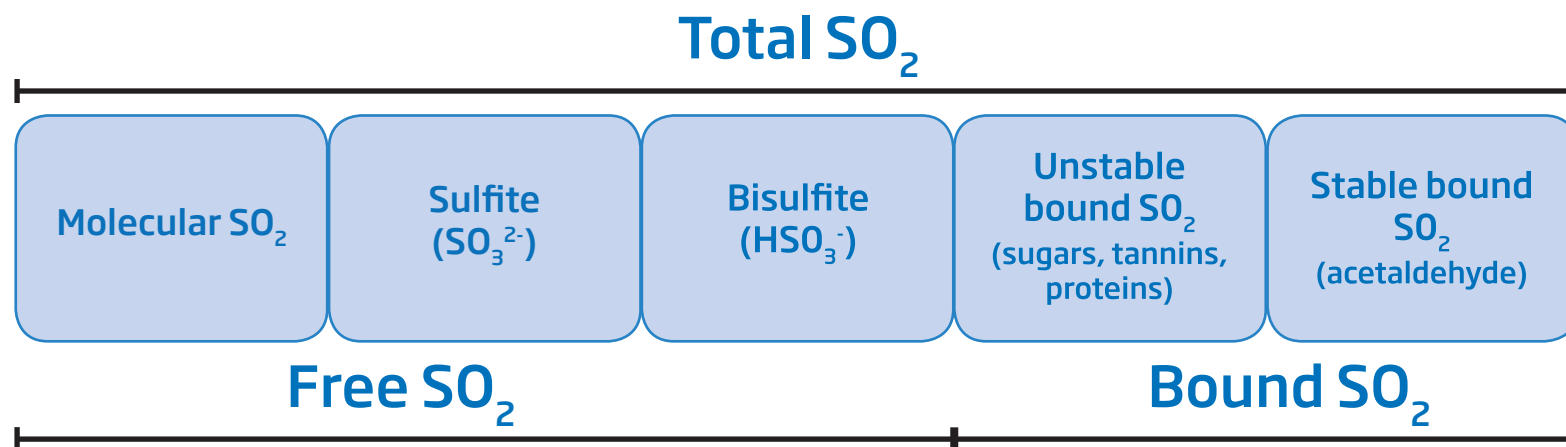 Total SO₂
Molecular SO₂
Sulfite
(SO₃²⁻)
Bisulfite
(HSO₃⁻)
Unstable
bound SO₂
(sugars, tannins,
proteins)
Stable bound
SO₂
(acetaldehyde)
Free SO₂
Bound SO₂